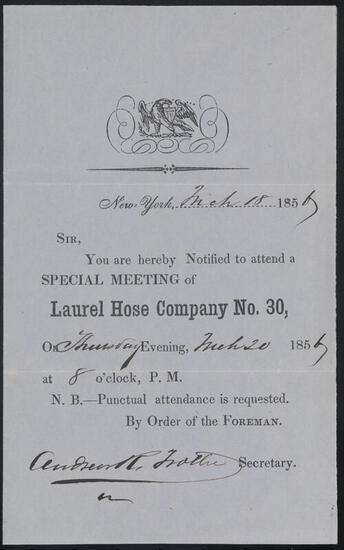 New-York, Mch 18 1856
SIR,
You are hereby Notified to attend a
SPECIAL MEETING of
Laurel Hose Company No. 30,
On Thursday Evening, Mch 20 1856
at 8 o'clock, P. M.
N. B.—Punctual attendance is requested.
By Order of the FOREMAN.
Andrew R. Secretary.